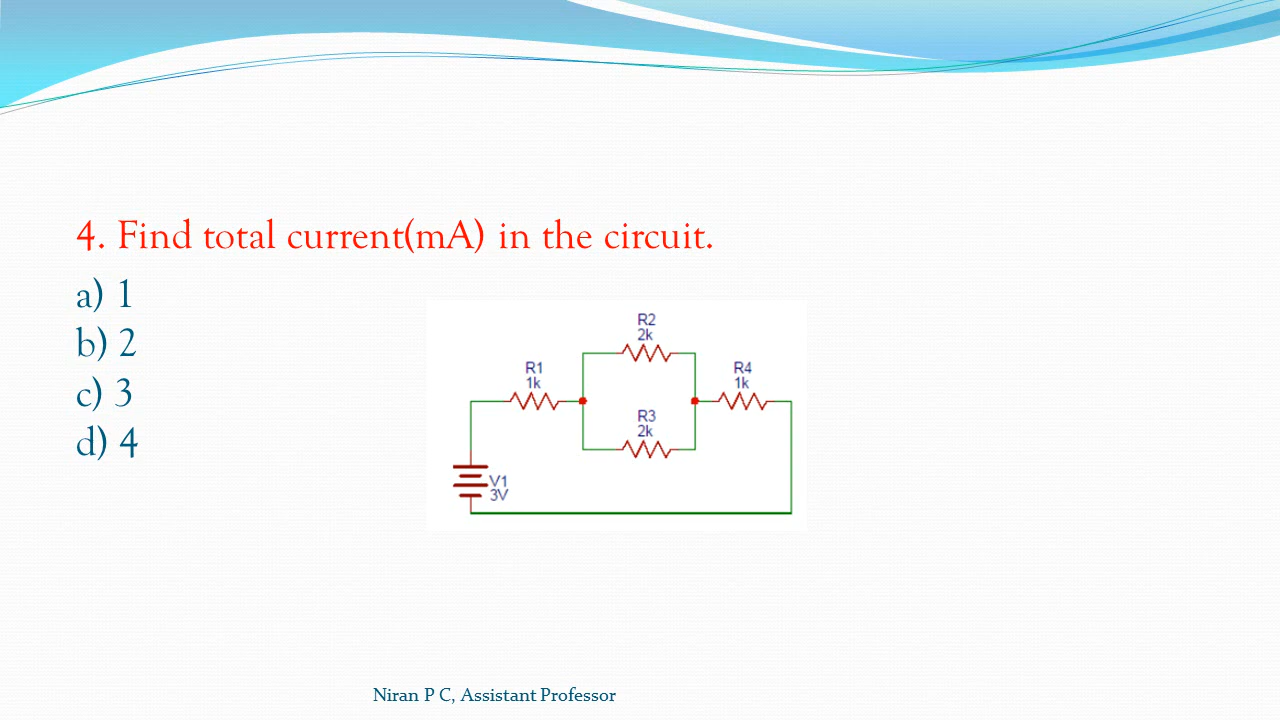 4. Find total current(mA) in the circuit.
a) 1
b) 2
c) 3
d) 4
R2
2k
R1
1k
R4
1k
R3
2k
V1
3V
Niran P C, Assistant Professor